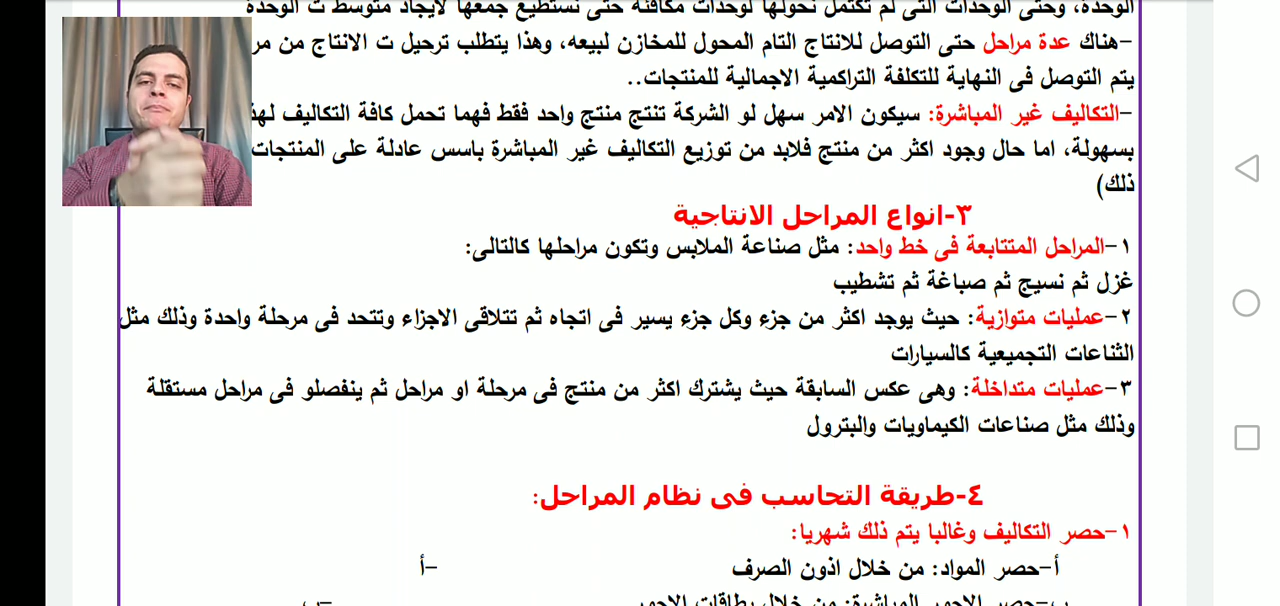 الوحدة، وحتى الوحدات التى لم تكتمل نحولها لوحدات مكافئة حتى نستطيع جمعها لايجاد متوسط ت الوحدة
-هناك عدة مراحل حتى التوصل للانتاج التام المحول للمخازن لبيعه، وهذا يتطلب ترحيل ت الانتاج من
يتم التوصل فى النهاية للتكلفة التراكمية الاجمالية للمنتجات..
-التكاليف غير المباشرة: سيكون الامر سهل لو الشركة تنتج منتج واحد فقط فهما تحمل كافة التكاليف
بسهولة، اما حال وجود اكثر من منتج فلابد من توزيع التكاليف غير المباشرة باسس عادلة على المنتجات
ذلك)
٣-انواع المراحل الانتاجية
١-المراحل المتتابعة فى خط واحد: مثل صناعة الملابس وتكون مراحلها كالتالى:
غزل ثم نسيج ثم صباغة ثم تشطيب
٢-عمليات متوازية: حيث يوجد اكثر من جزء وكل جزء يسير فى اتجاه ثم تتلاقى الاجزاء وتتحد فى مرحلة واحدة وذلك مثل
الثناعات التجميعية كالسيارات
٣-عمليات متداخلة: وهى عكس السابقة حيث يشترك اكثر من منتج فى مرحلة او مراحل ثم ينفصلو فى مراحل مستقلة
وذلك مثل صناعات الكيماويات والبترول
٤-طريقة التحاسب فى نظام المراحل:
١-حصر التكاليف وغالبا يتم ذلك شهريا:
أ-حصر المواد: من خلال اذون الصرف -أ
ب-حصر الاجور المباشرة: من خلال بطاقات الاجور -ب